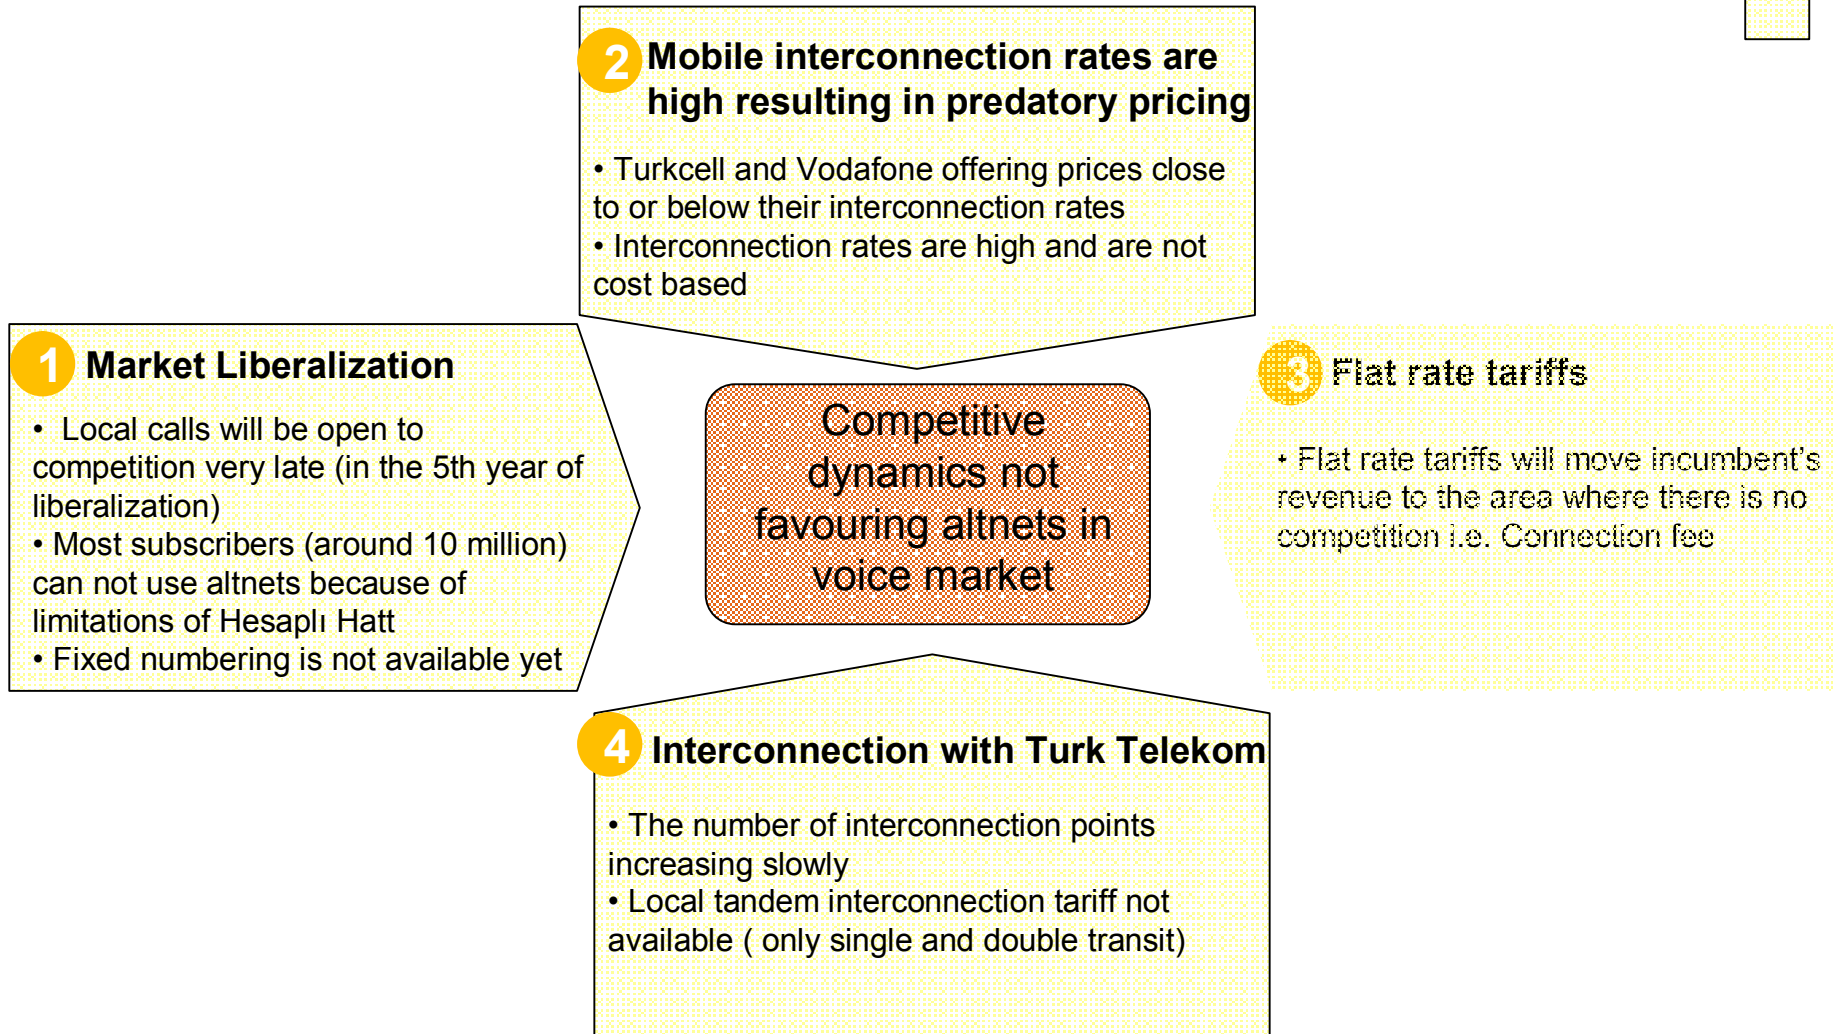 2 Mobile interconnection rates are
high resulting in predatory pricing
• Turkcell and Vodafone offering prices close
to or below their interconnection rates
• Interconnection rates are high and are not
cost based
1 Market Liberalization
• Local calls will be open to
competition very late (in the 5th year of
liberalization)
• Most subscribers (around 10 million)
can not use altnets because of
limitations of Hesaplı Hatt
• Fixed numbering is not available yet
Competitive
dynamics not
favouring altnets in
voice market
3 Flat rate tariffs
• Flat rate tariffs will move incumbent's
revenue to the area where there is no
competition i.e. Connection fee
4 Interconnection with Turk Telekom
• The number of interconnection points
increasing slowly
• Local tandem interconnection tariff not
available ( only single and double transit)